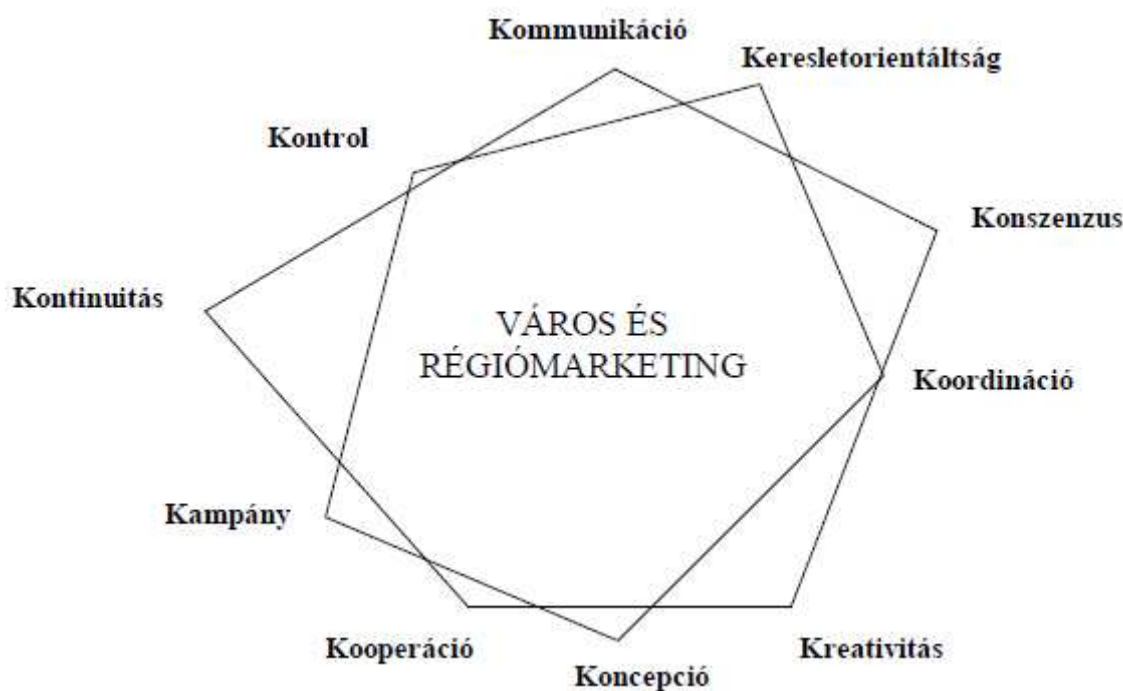 Kommunikáció
Keresletorientáltság
Kontrol
Konszenzus
Kontinuitás
VÁROS ÉS
RÉGIÓMARKETING
Koordináció
Kampány
Kooperáció
Koncepció
Kreativitás